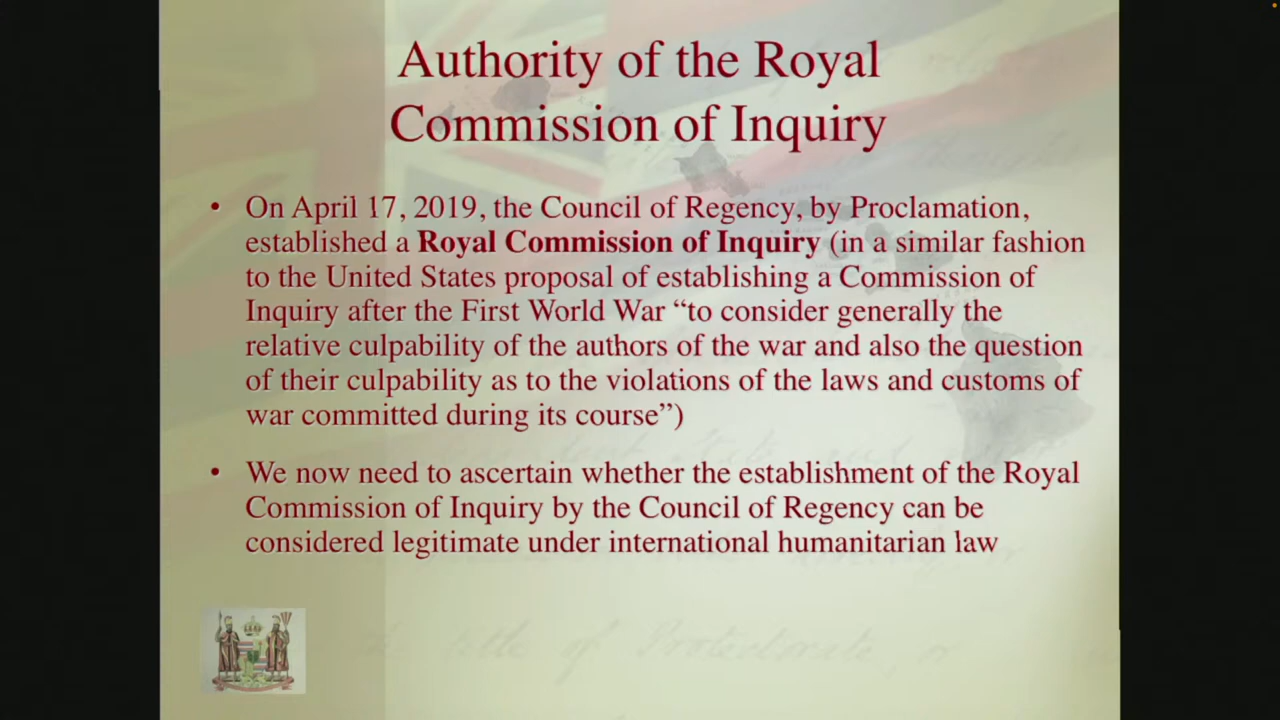 Authority of the Royal
Commission of Inquiry
• On April 17, 2019, the Council of Regency, by Proclamation,
established a Royal Commission of Inquiry (in a similar fashion
to the United States proposal of establishing a Commission of
Inquiry after the First World War “to consider generally the
relative culpability of the authors of the war and also the question
of their culpability as to the violations of the laws and customs of
war committed during its course”)
• We now need to ascertain whether the establishment of the Royal
Commission of Inquiry by the Council of Regency can be
considered legitimate under international humanitarian law
the title of Protectorate, or